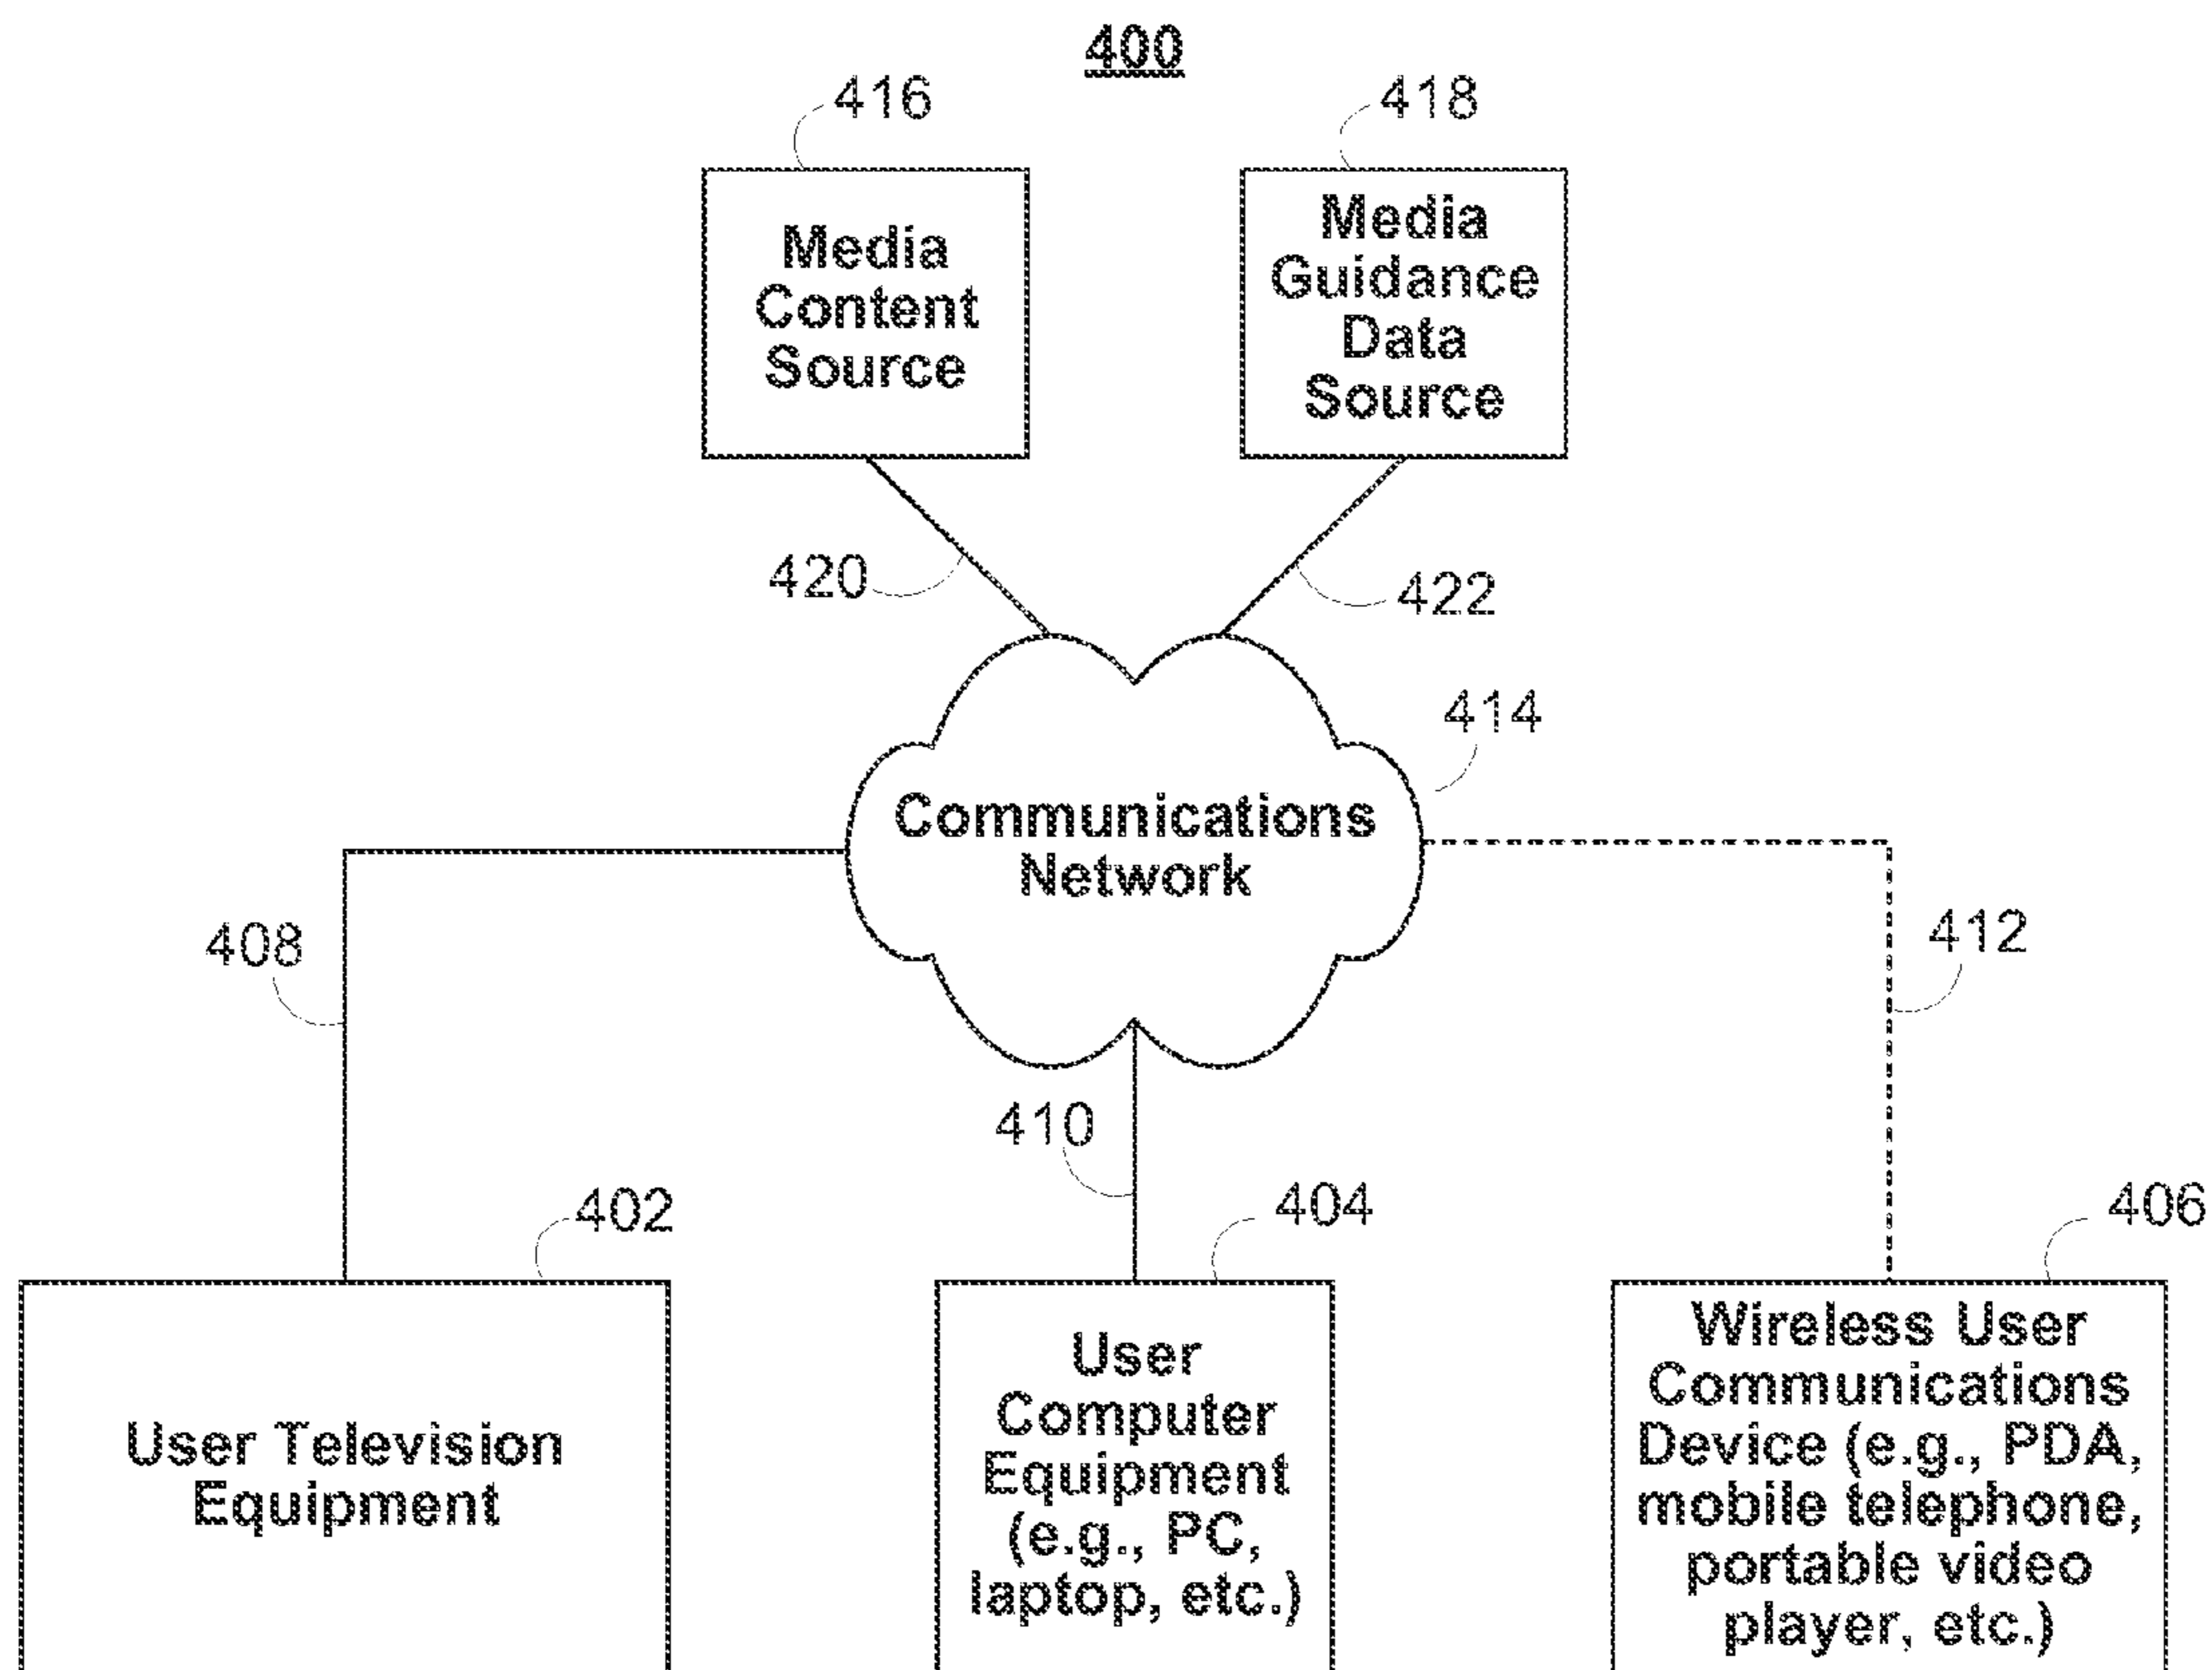 400
416
418
Media
Content
Source
Media
Guidance
Data
Source
420
422
414
Communications
Network
408
412
410
402
404
406
User Television
Equipment
User
Computer
Equipment
(e.g., PC,
laptop, etc.)
Wireless User
Communications
Device (e.g., PDA,
mobile telephone,
portable video
player, etc.)